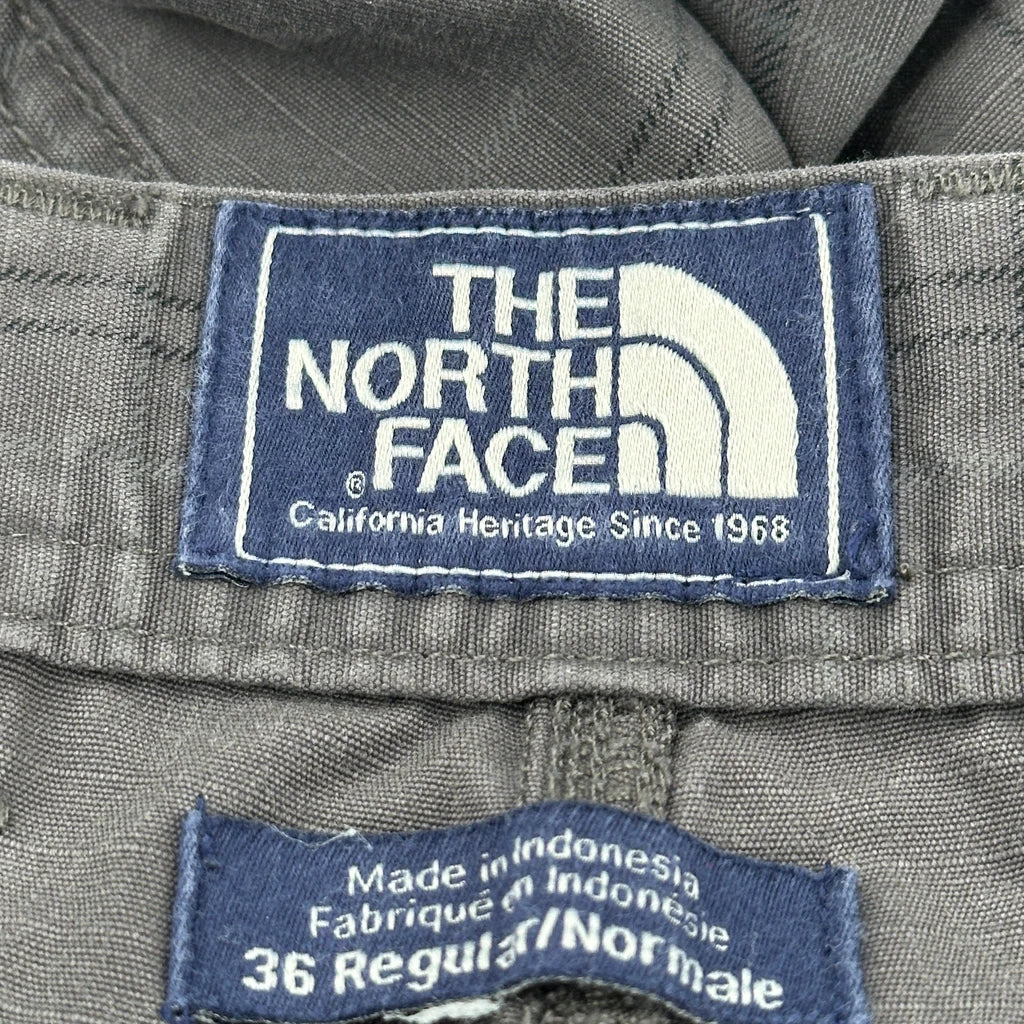 THE
NORTH
® FACE
California Heritage Since 1968
Made in Indonesia
Fabriqué en Indonésie
36 Regular/Normale